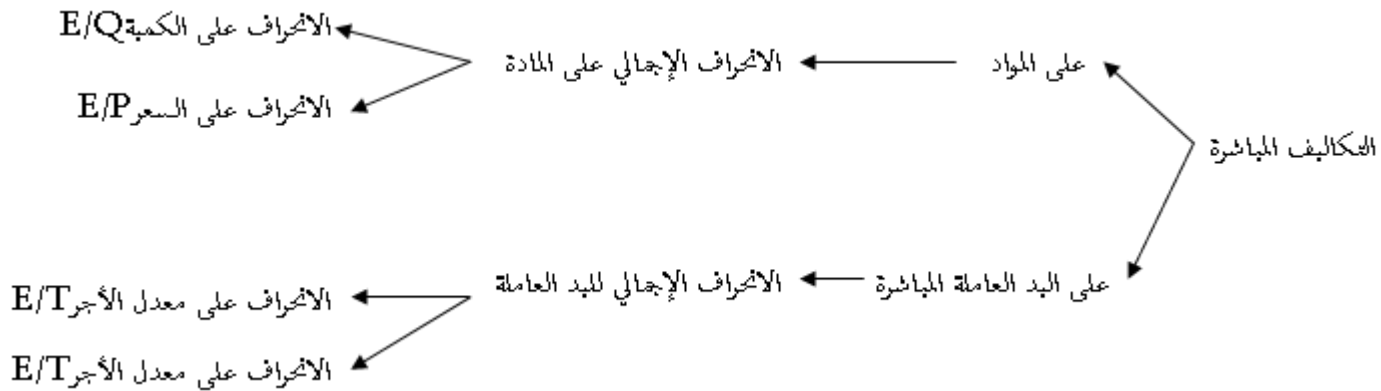 التكاليف المباشرة
على المواد
الانحراف الإجمالي على المادة
الانحراف على الكمية E/Q
الانحراف على السعر E/P
على اليد العاملة المباشرة
الانحراف الإجمالي لليد العاملة
الانحراف على معدل الأجر E/T
الانحراف على معدل الأجر E/T